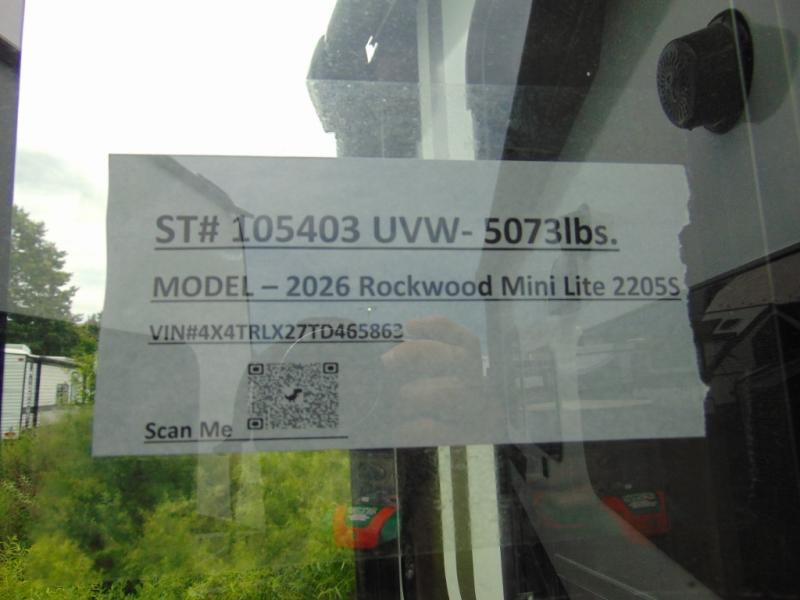 ST# 105403 UVW- 5073lbs.
MODEL – 2026 Rockwood Mini Lite 2205S
VIN#4X4TRLX27TD465863
Scan Me